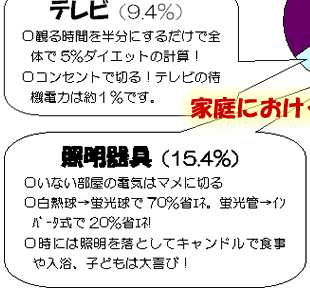 テレビ（9.4％）
○観る時間を半分にするだけで全
体で5％ダイエットの計算！
○コンセントで切る！テレビの待
機電力は約1％です。
家庭におけ
照明器具（15.4％）
○いない部屋の電気はマメに切る
○白熱球→蛍光球で70％省ｴﾈ。蛍光管→ｲﾝ
ﾊﾞｰﾀ式で20％省ｴﾈ!
○時には照明を落としてキャンドルで食事
や入浴、子どもは大喜び！